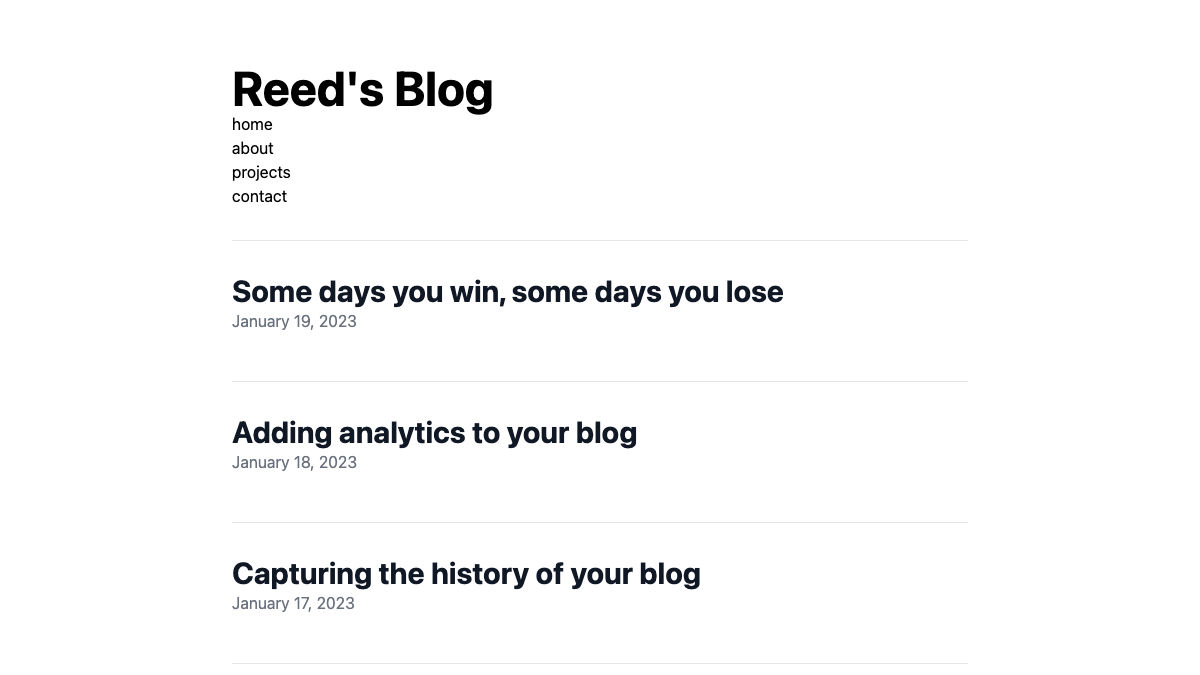 Reed's Blog
home
about
projects
contact
Some days you win, some days you lose
January 19, 2023
Adding analytics to your blog
January 18, 2023
Capturing the history of your blog
January 17, 2023